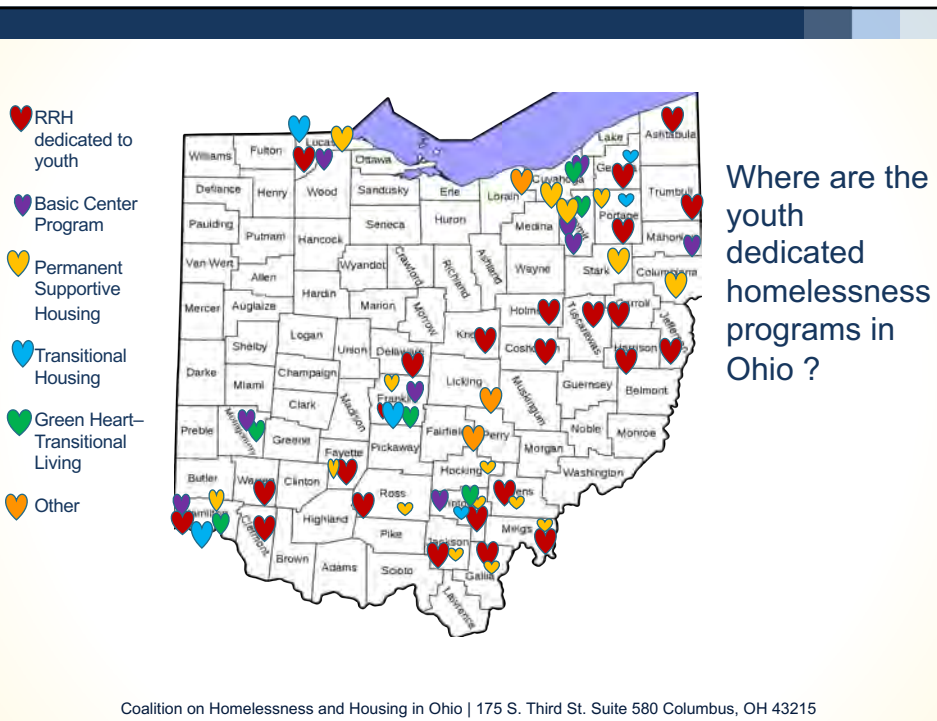 RRH
dedicated to
youth
Basic Center
Program
Permanent
Supportive
Housing
Transitional
Housing
Green Heart–
Transitional
Living
Other
Where are the
youth
dedicated
homelessness
programs in
Ohio ?
Williams
Fulton
Lucas
Ottawa
Lake
Ashtabula
Defiance
Henry
Wood
Sandusky
Erie
Lorain
Cuyahoga
Trumbull
Paulding
Putnam
Hancock
Seneca
Huron
Medina
Portage
Mahoning
Van Wert
Allen
Wyandot
Crawford
Richland
Ashland
Wayne
Stark
Columbiana
Mercer
Auglaize
Hardin
Marion
Morrow
Holmes
Tuscarawas
Carroll
Jefferson
Shelby
Logan
Union
Delaware
Knox
Coshocton
Harrison
Darke
Miami
Champaign
Franklin
Licking
Muskingum
Guernsey
Belmont
Clark
Madison
Preble
Montgomery
Greene
Pickaway
Fairfield
Perry
Morgan
Noble
Monroe
Fayette
Hocking
Washington
Butler
Warren
Clinton
Ross
Vinton
Athens
Hamilton
Clermont
Highland
Pike
Jackson
Meigs
Brown
Adams
Scioto
Gallia
Lawrence
Coalition on Homelessness and Housing in Ohio | 175 S. Third St. Suite 580 Columbus, OH 43215